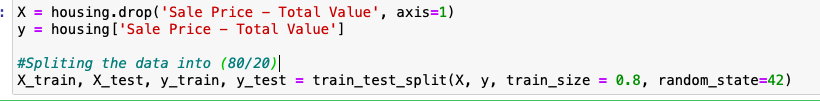 : X = housing.drop('Sale Price - Total Value', axis=1)
y = housing['Sale Price - Total Value']
#Spliting the data into (80/20)
X_train, X_test, y_train, y_test = train_test_split(X, y, train_size = 0.8, random_state=42)